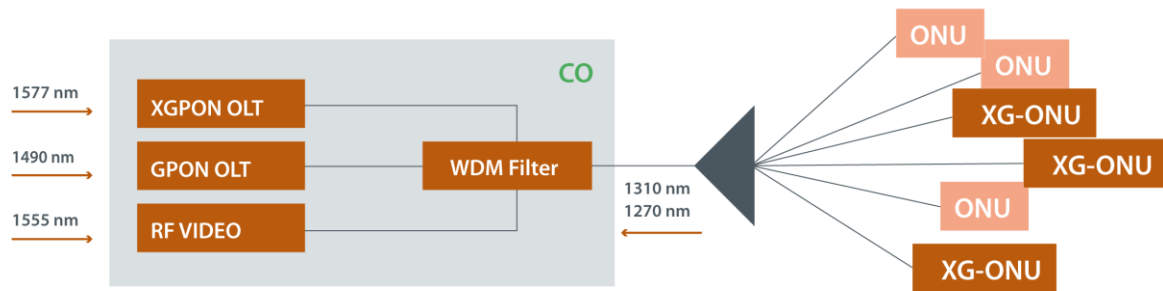 CO
1577 nm
XGPON OLT
1490 nm
GPON OLT
1555 nm
RF VIDEO
WDM Filter
1310 nm
1270 nm
ONU
ONU
XG-ONU
XG-ONU
ONU
XG-ONU